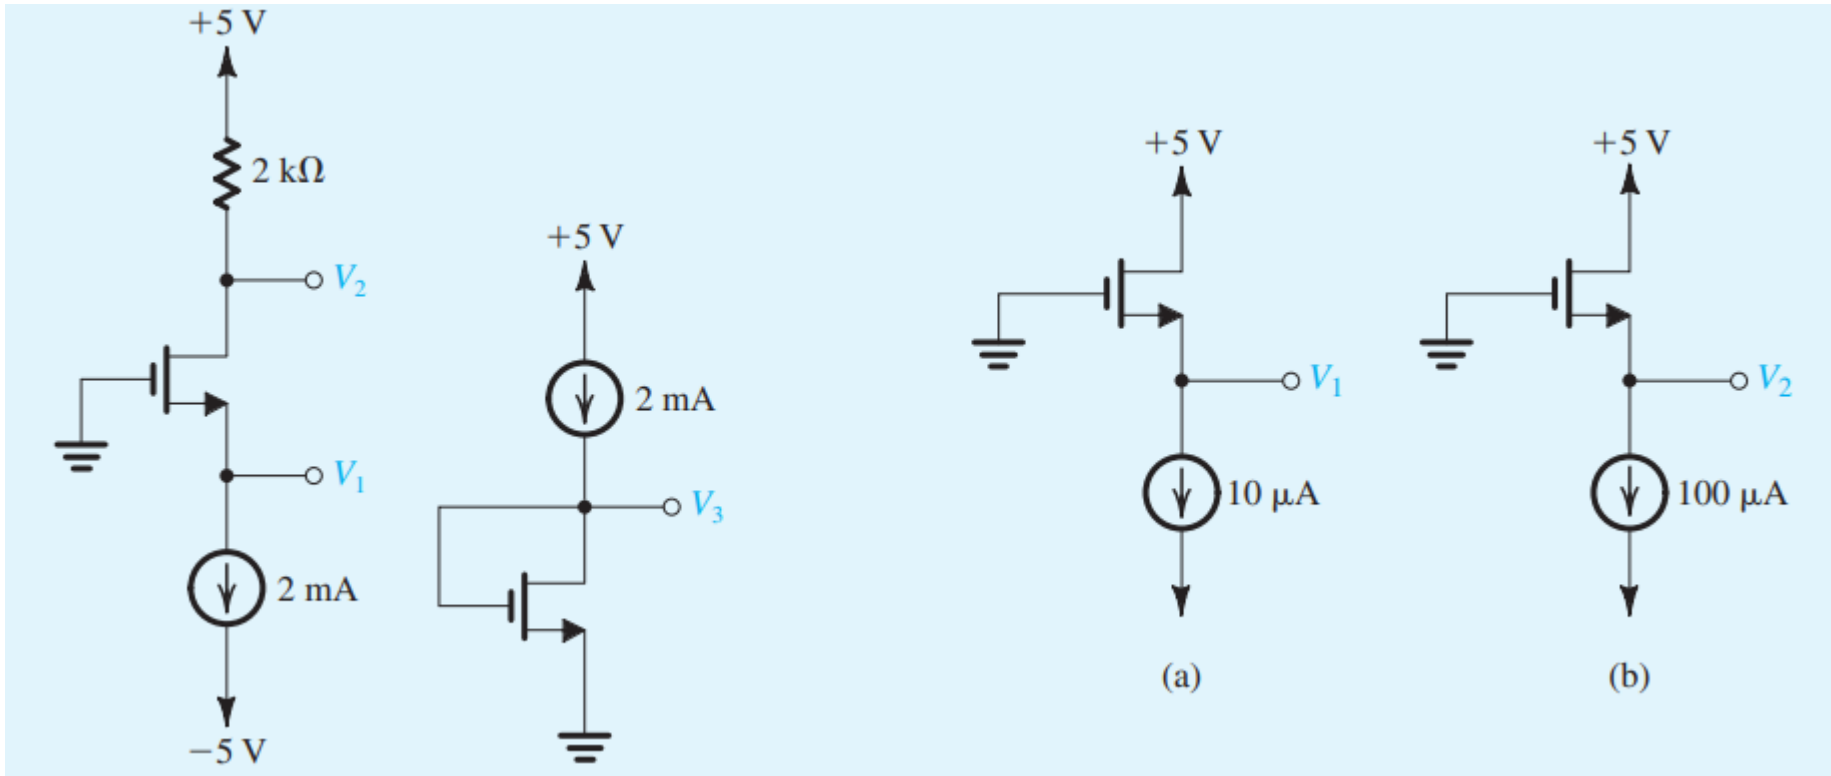 +5 V
2 kΩ
V₂
V₁
2 mA
−5 V
+5 V
2 mA
V₃
+5 V
V₁
10 μA
(a)
+5 V
V₂
100 μA
(b)